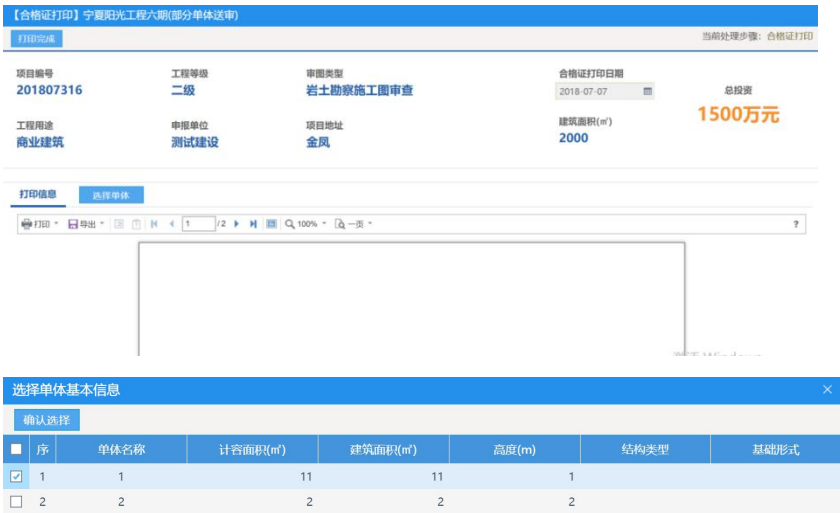 【合格证打印】宁夏阳光工程六期(部分单体送审)
打印完成 当前处理步骤: 合格证打印
项目编号 工程等级 审图类型 合格证打印日期
201807316 二级 岩土勘察施工图审查 2018-07-07 总投资
1500万元
工程用途 申报单位 项目地址 建筑面积(㎡)
商业建筑 测试建设 金凤 2000
打印信息 选择单体
打印 导出 1 /2 100% 一页 ?
选择单体基本信息 ×
确认选择
序 单体名称 计容面积(㎡) 建筑面积(㎡) 高度(m) 结构类型 基础形式
1 1 11 11 1
2 2 2 2 2